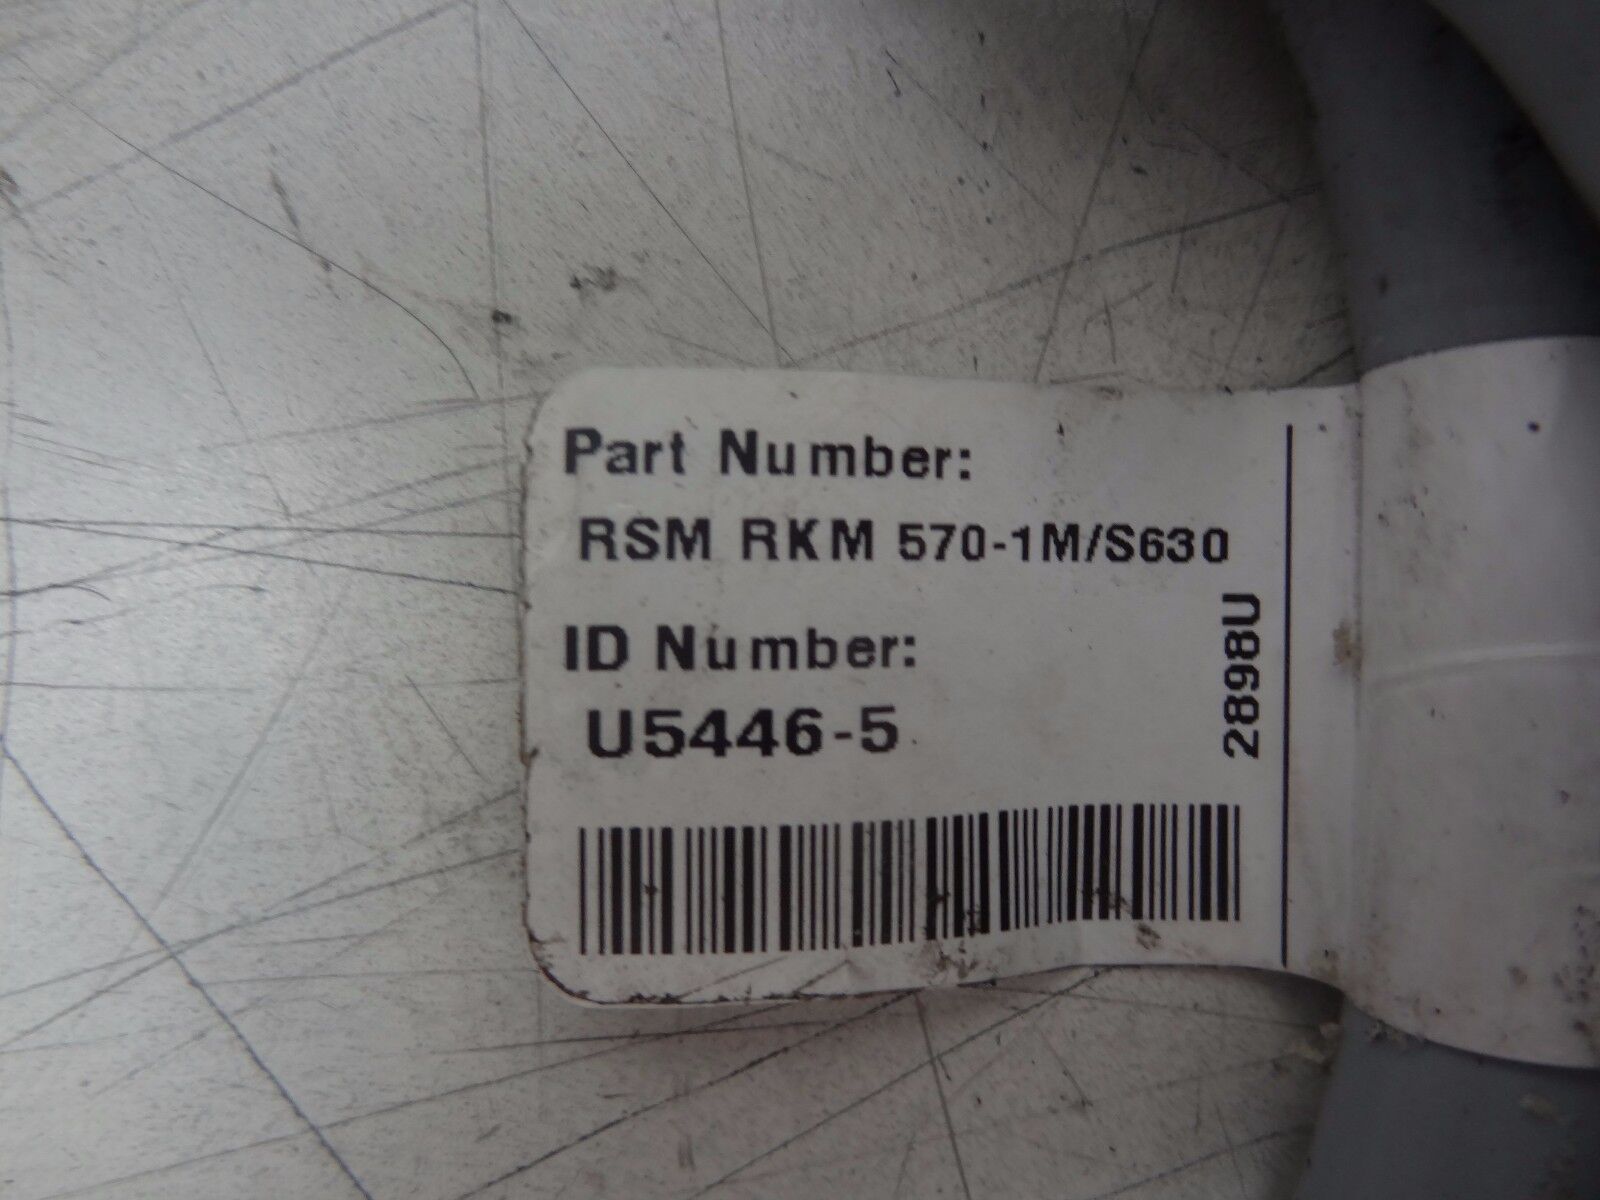 Part Number:
RSM RKM 570-1M/S630
ID Number:
U5446-5
2898U